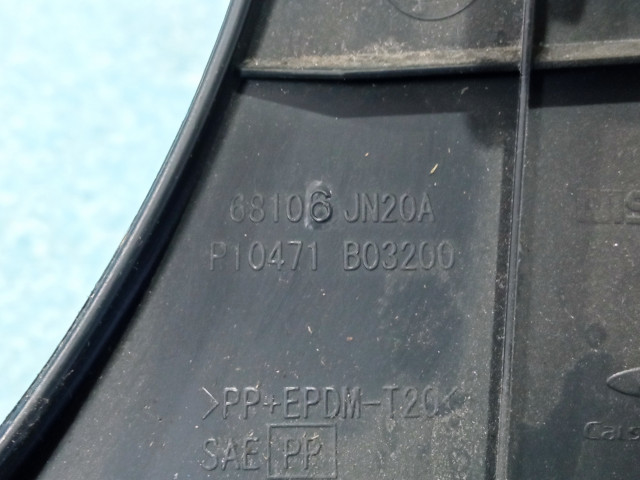 68106 JN20A
P10471 B03200
>PP+EPDM-T20<
SAE PP